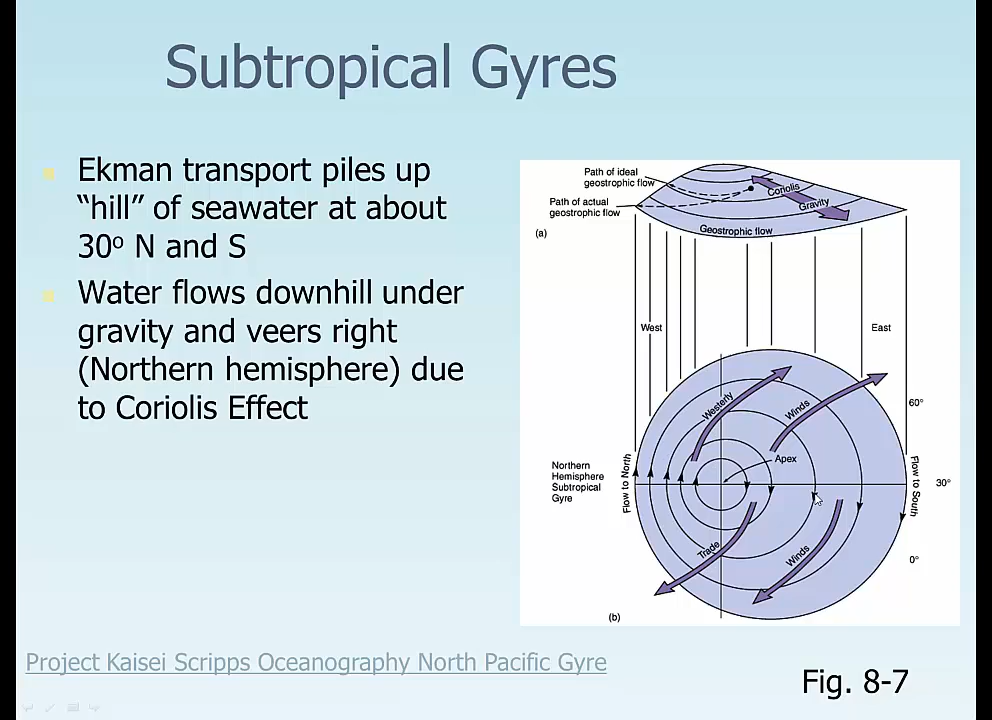 Subtropical Gyres
Ekman transport piles up
“hill” of seawater at about
30º N and S
Water flows downhill under
gravity and veers right
(Northern hemisphere) due
to Coriolis Effect
Path of ideal
geostrophic flow
Path of actual
geostrophic flow
Coriolis
Gravity
(a)
Geostrophic flow
West
East
Westerly
Winds
60°
Apex
Northern
Hemisphere
Subtropical
Gyre
Flow to North
Flow to South
30°
Trade
Winds
0°
(b)
Project Kaisei Scripps Oceanography North Pacific Gyre
Fig. 8-7